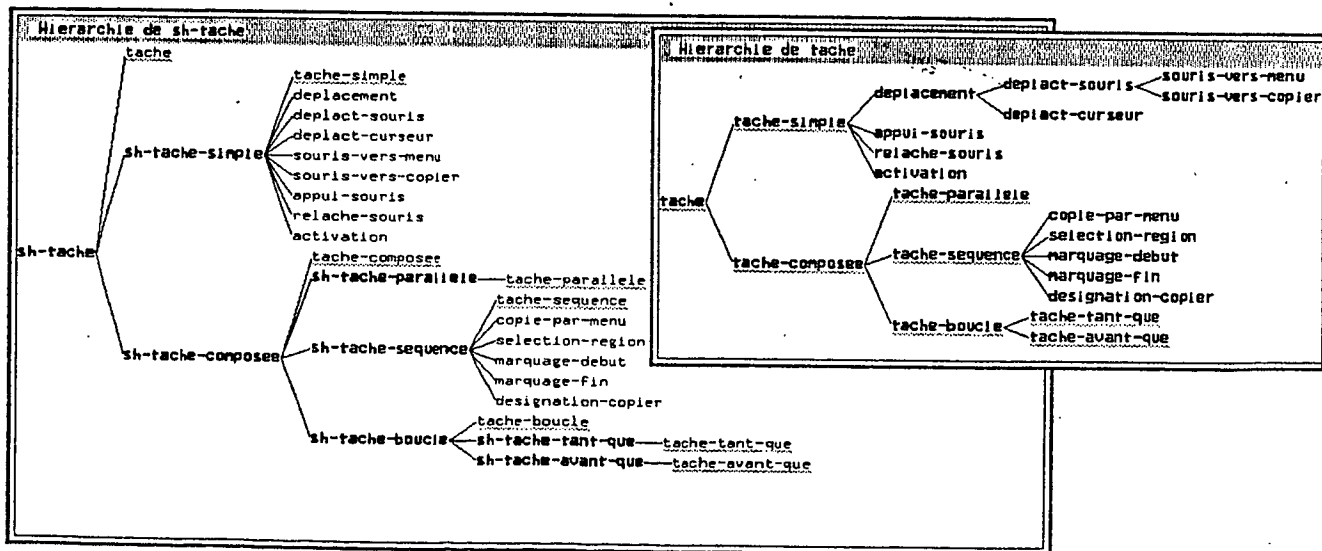 Hierarchie de sh-tache
tache
tache-simple
deplacement
deplact-souris
deplact-curseur
sh-tache-simple
souris-vers-menu
souris-vers-copier
appui-souris
relache-souris
activation
sh-tache
tache-composee
sh-tache-parallele
tache-parallele
tache-sequence
copie-par-menu
sh-tache-sequence
selection-region
sh-tache-composee
marquage-debut
marquage-fin
designation-copier
tache-boucle
sh-tache-boucle
sh-tache-tant-que
tache-tant-que
sh-tache-avant-que
tache-avant-que
Hierarchie de tache
souris-vers-menu
deplact-souris
souris-vers-copier
deplacement
deplact-curseur
tache-simple
appui-souris
relache-souris
activation
tache-parallele
tache
copie-par-menu
selection-region
tache-composee
tache-sequence
marquage-debut
marquage-fin
designation-copier
tache-tant-que
tache-boucle
tache-avant-que